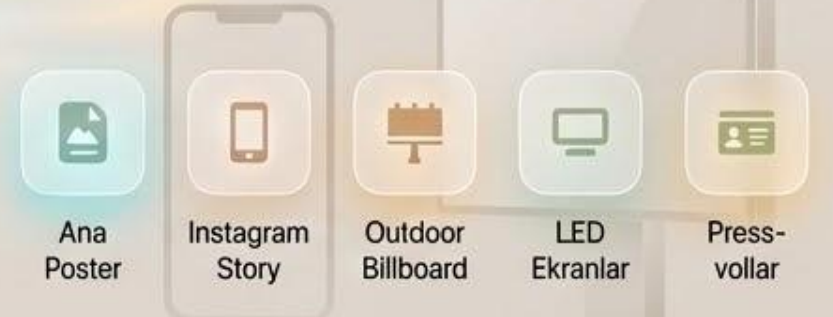 Ana
Poster
Instagram
Story
Outdoor
Billboard
LED
Ekranlar
Press-
vollar